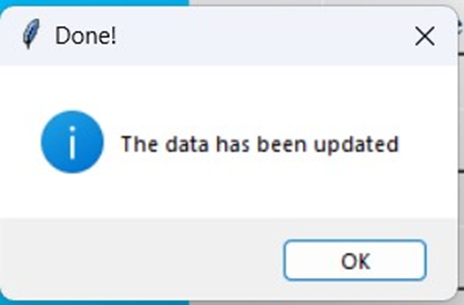 Done!
The data has been updated
OK